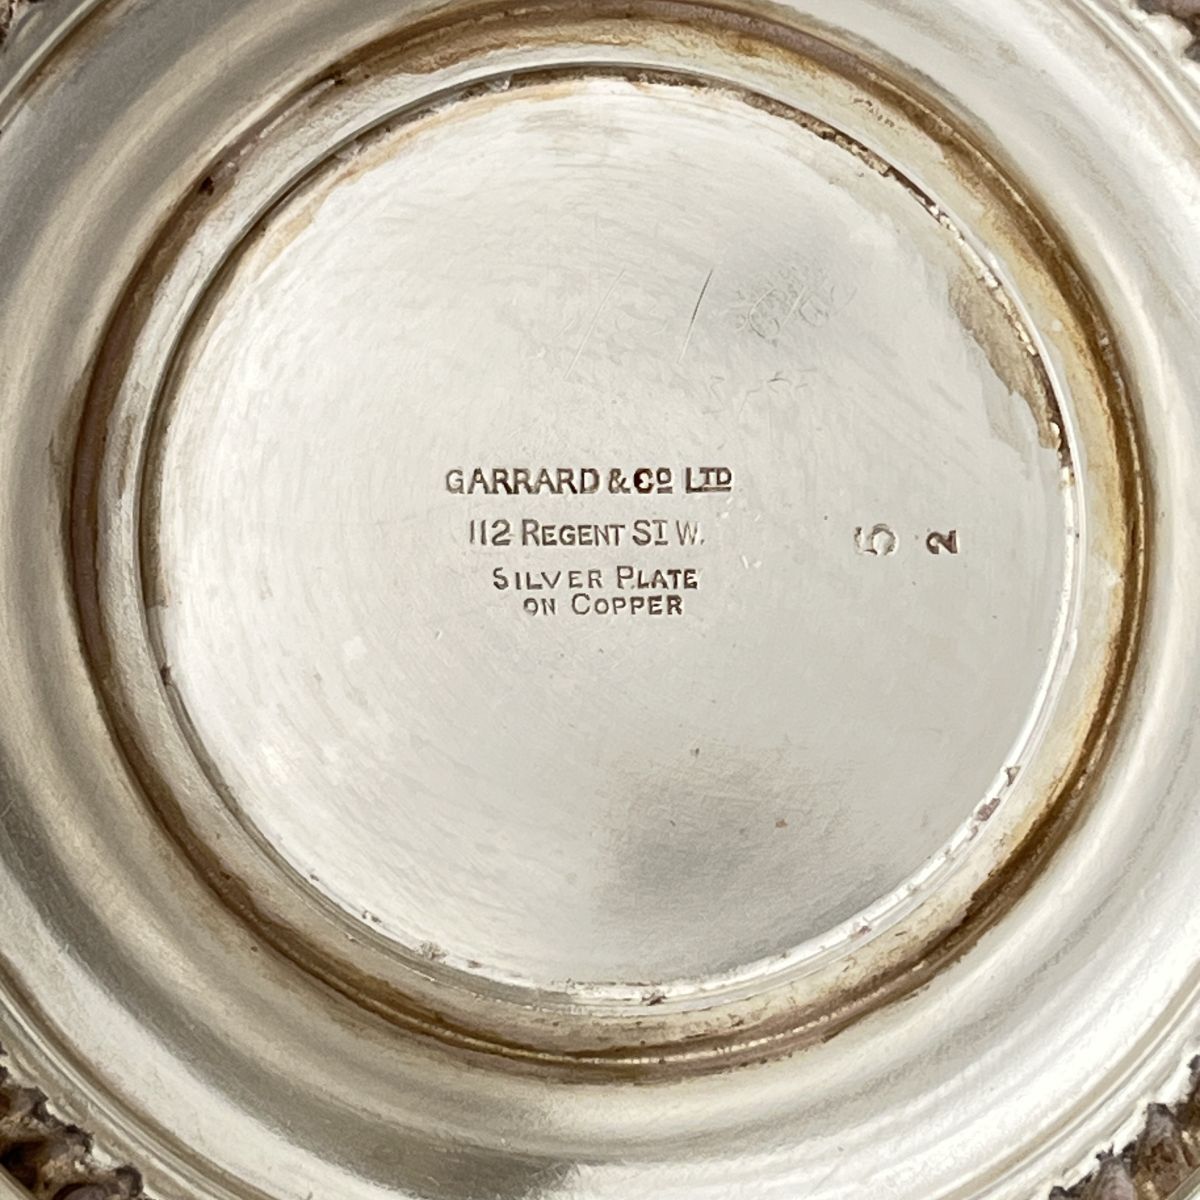 GARRARD & Cº LTD
112 REGENT ST W.
SILVER PLATE
ON COPPER
5
2